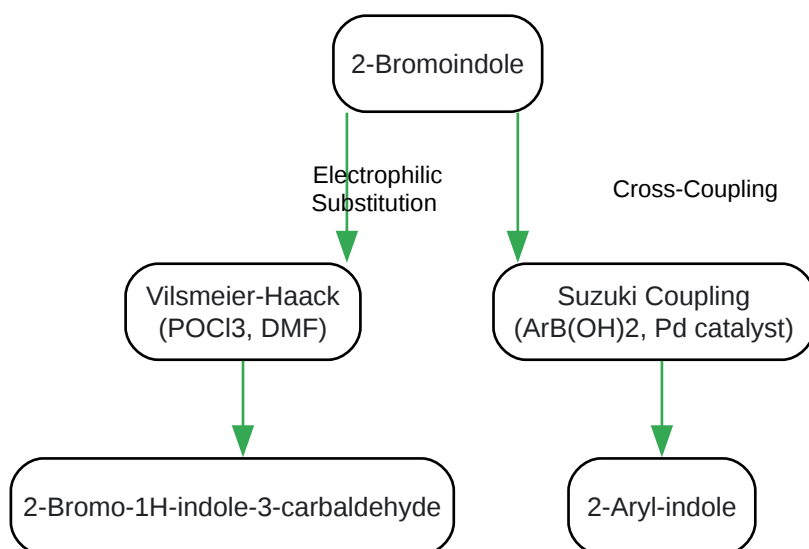 2-Bromoindole
Electrophilic
Substitution
Cross-Coupling
Vilsmeier-Haack
(POCl3, DMF)
Suzuki Coupling
(ArB(OH)2, Pd catalyst)
2-Bromo-1H-indole-3-carbaldehyde
2-Aryl-indole